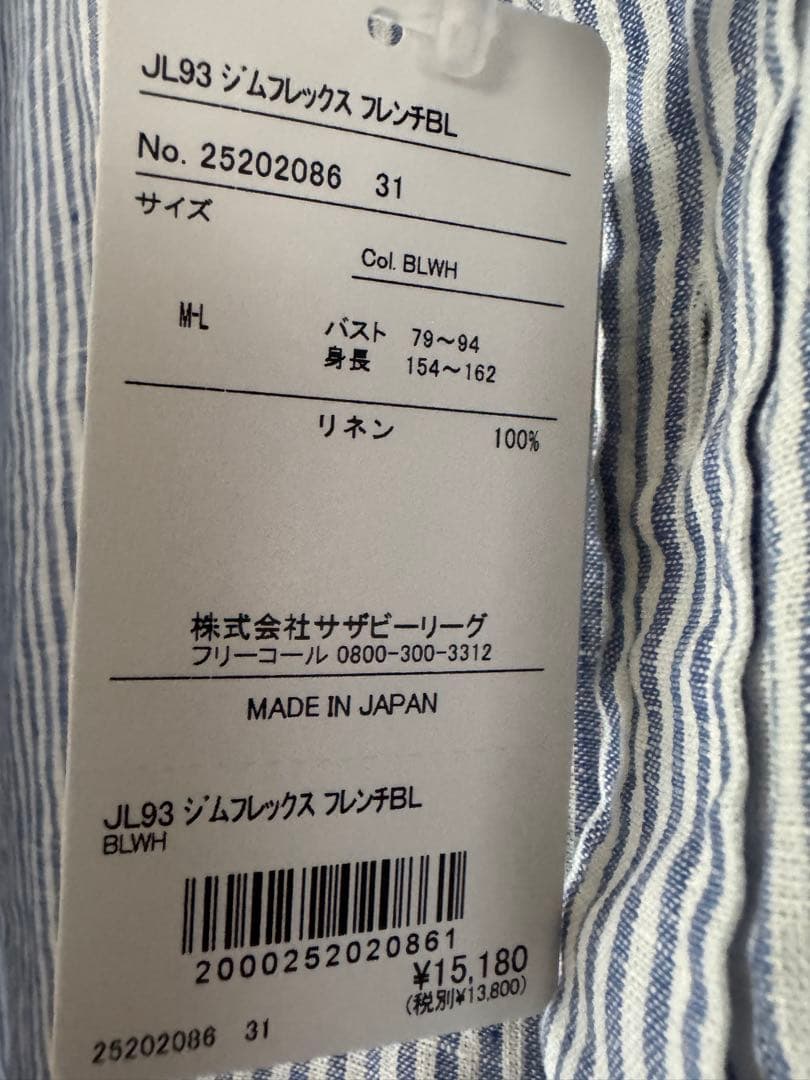 JL93 ジムフレックス フレンチBL
No. 25202086 31
サイズ
Col. BLWH
M-L
バスト 79～94
身長 154～162
リネン 100%
株式会社サザビーリーグ
フリーコール 0800-300-3312
MADE IN JAPAN
JL93 ジムフレックス フレンチBL
BLWH
2000252020861
¥15,180
(税別¥13,800)
25202086 31